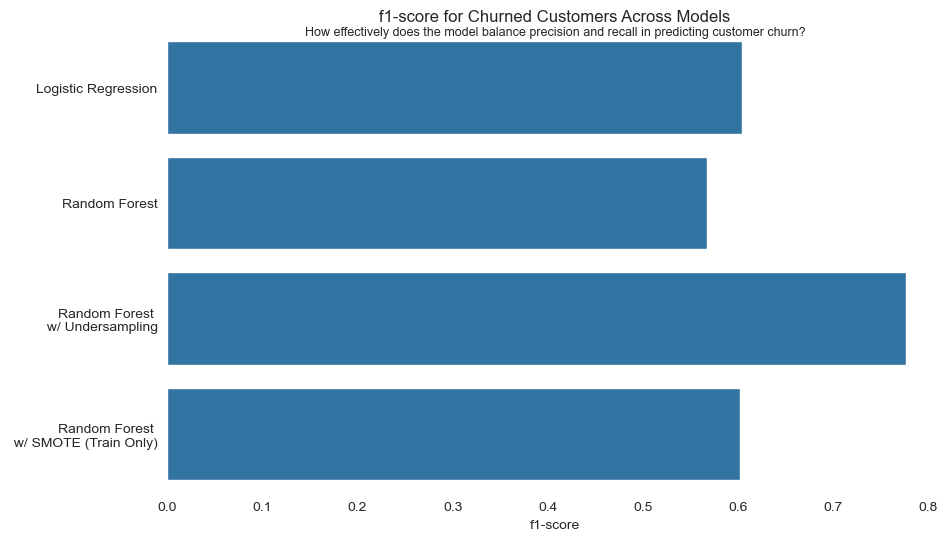 f1-score for Churned Customers Across Models
How effectively does the model balance precision and recall in predicting customer churn?
Logistic Regression
Random Forest
Random Forest
w/ Undersampling
Random Forest
w/ SMOTE (Train Only)
0.0 0.1 0.2 0.3 0.4 0.5 0.6 0.7 0.8
f1-score